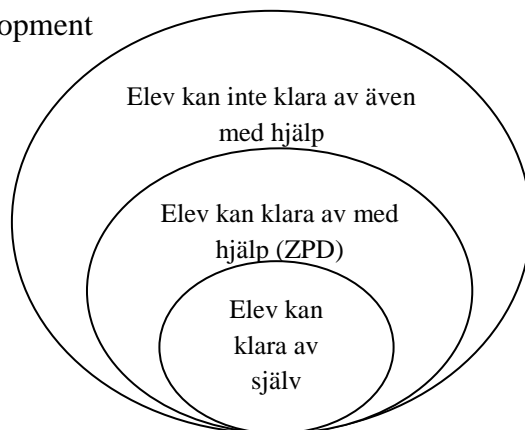 opment
Elev kan inte klara av även
med hjälp
Elev kan klara av med
hjälp (ZPD)
Elev kan
klara av
själv